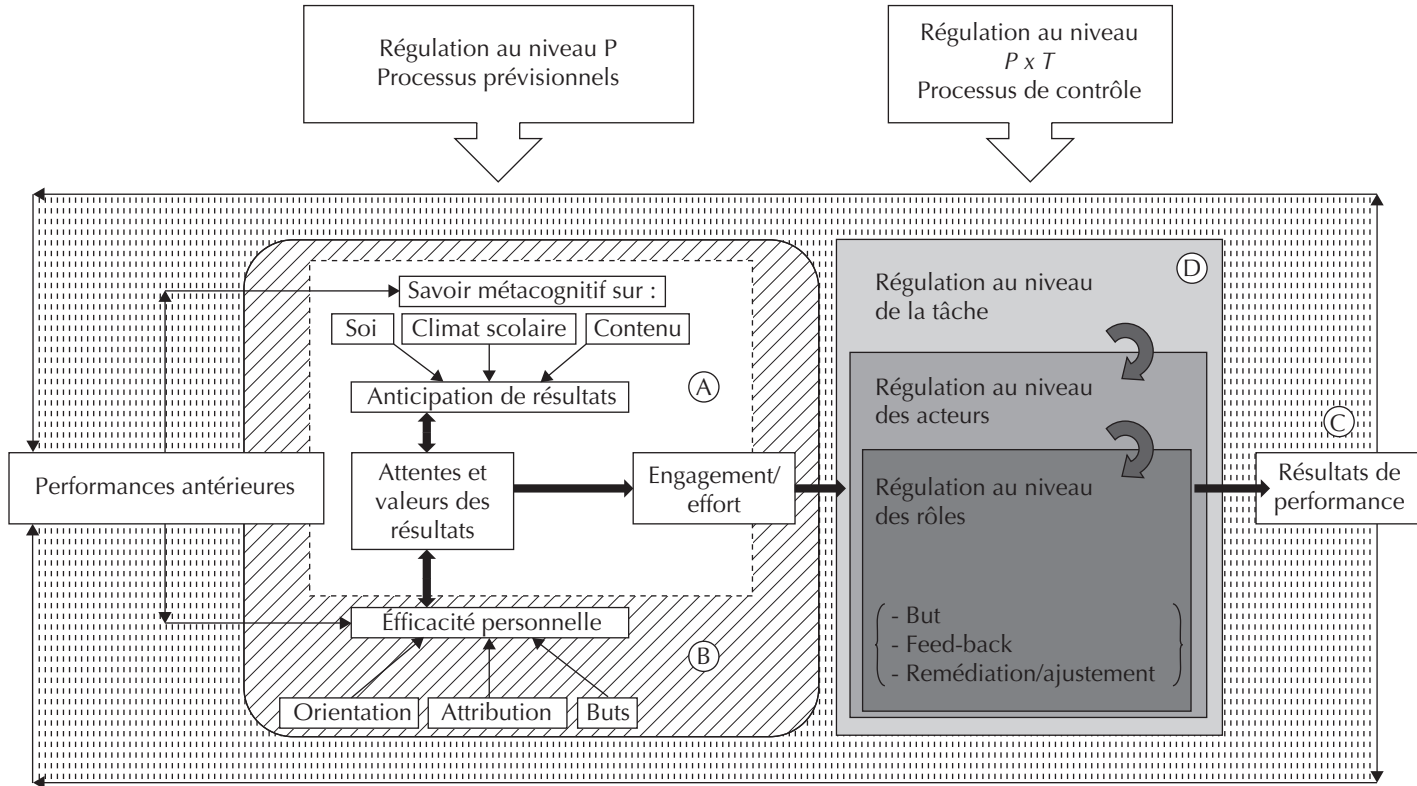 Régulation au niveau P
Processus prévisionnels
Régulation au niveau
P x T
Processus de contrôle
Savoir métacognitif sur :
Soi
Climat scolaire
Contenu
Anticipation de résultats
A
Performances antérieures
Attentes et
valeurs des
résultats
Engagement/
effort
Éfficacité personnelle
B
Orientation
Attribution
Buts
D
Régulation au niveau
de la tâche
Régulation au niveau
des acteurs
Régulation au niveau
des rôles
- But
- Feed-back
- Remédiation/ajustement
C
Résultats de
performance